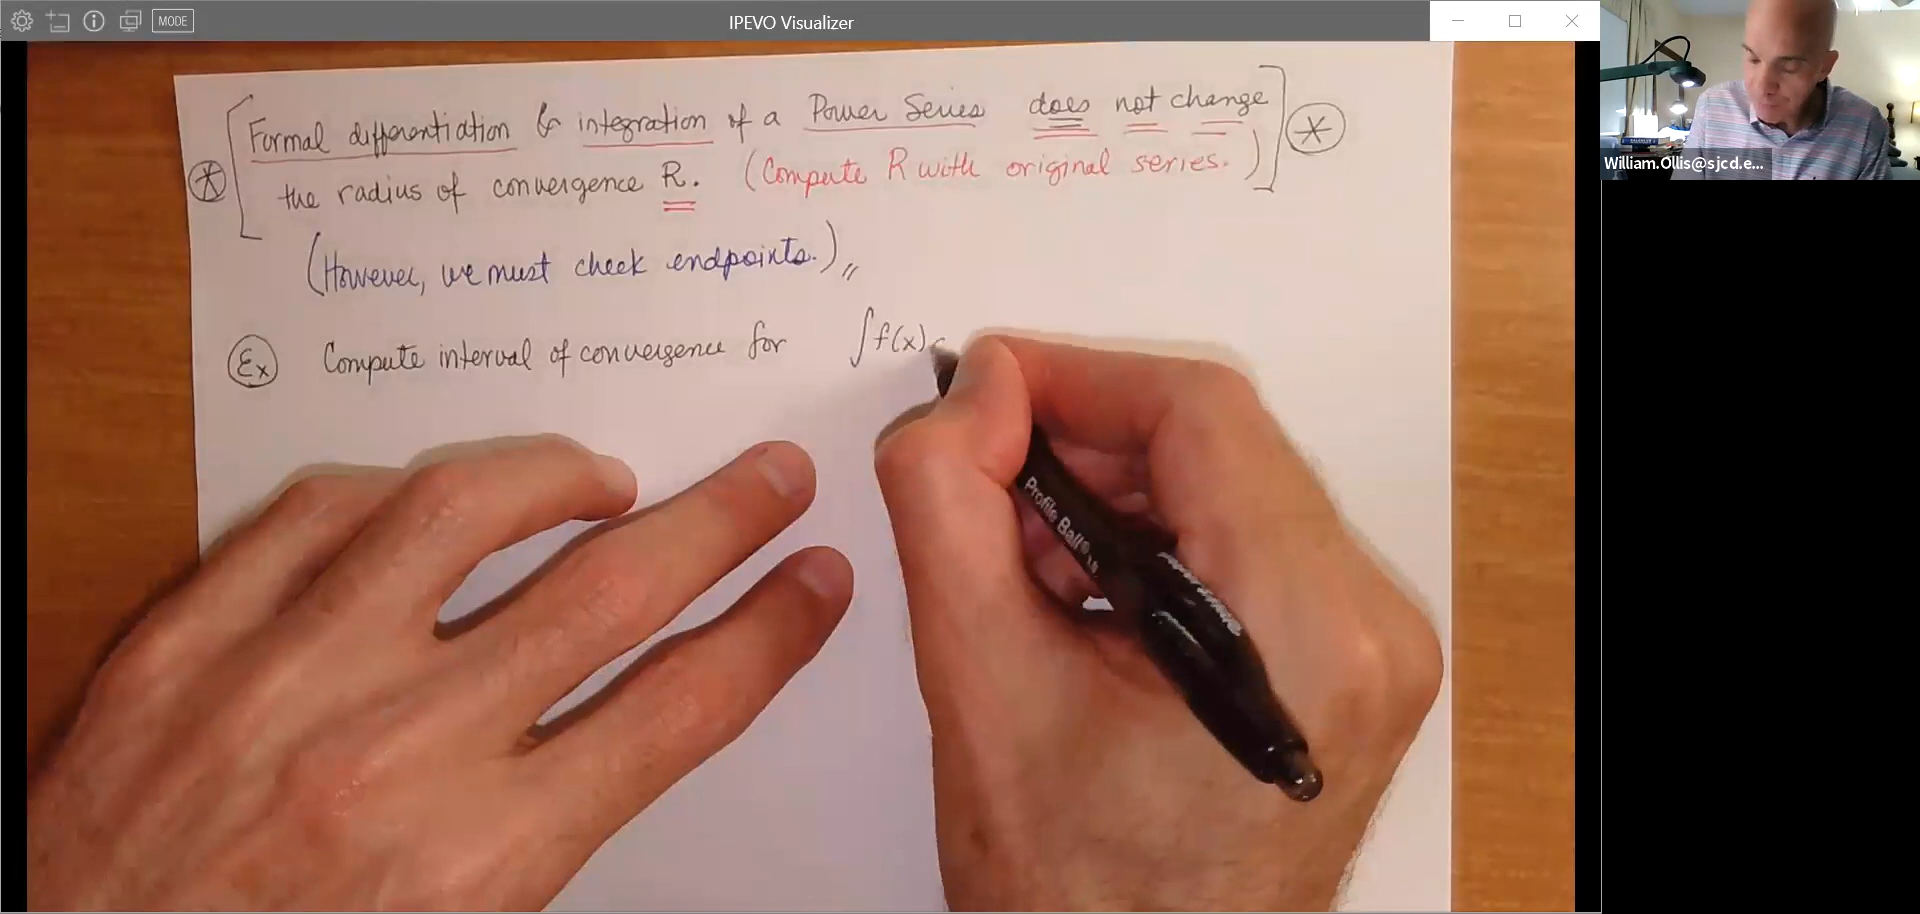 MODE
IPEVO Visualizer
Formal differentiation & integration of a Power Series does not change
the radius of convergence R. (Compute R with original series.)
(However, we must check endpoints.)
Ex Compute interval of convergence for ∫f(x)
Profile Ball®
William.Ollis@sjcd.e...